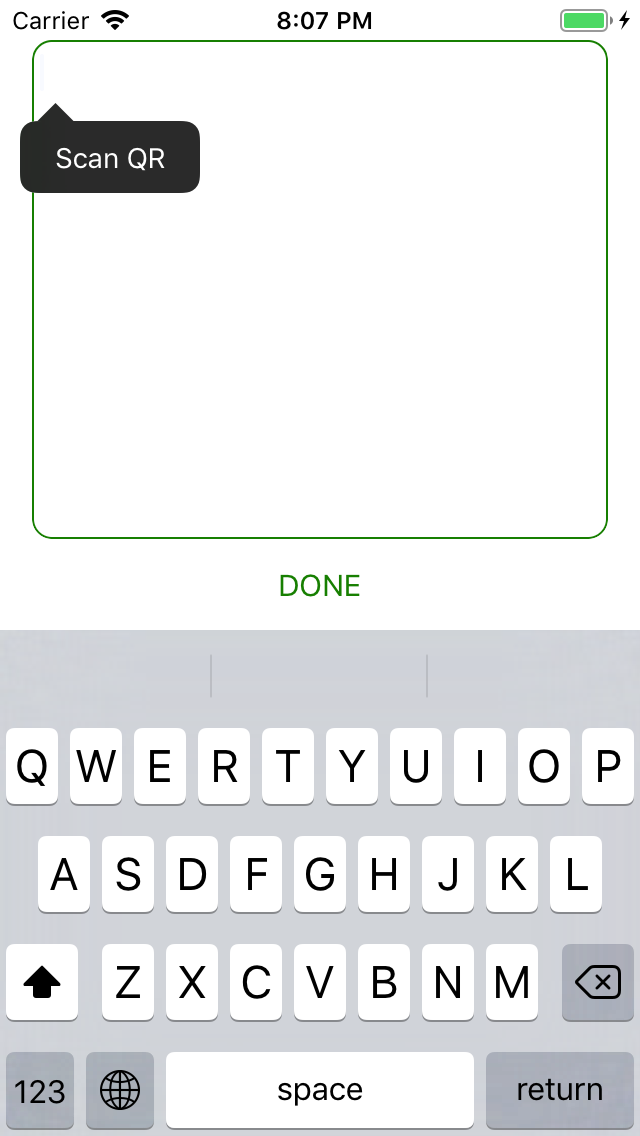 Carrier 8:07 PM
Scan QR
DONE
Q W E R T Y U I O P
A S D F G H J K L
Z X C V B N M
123 space return